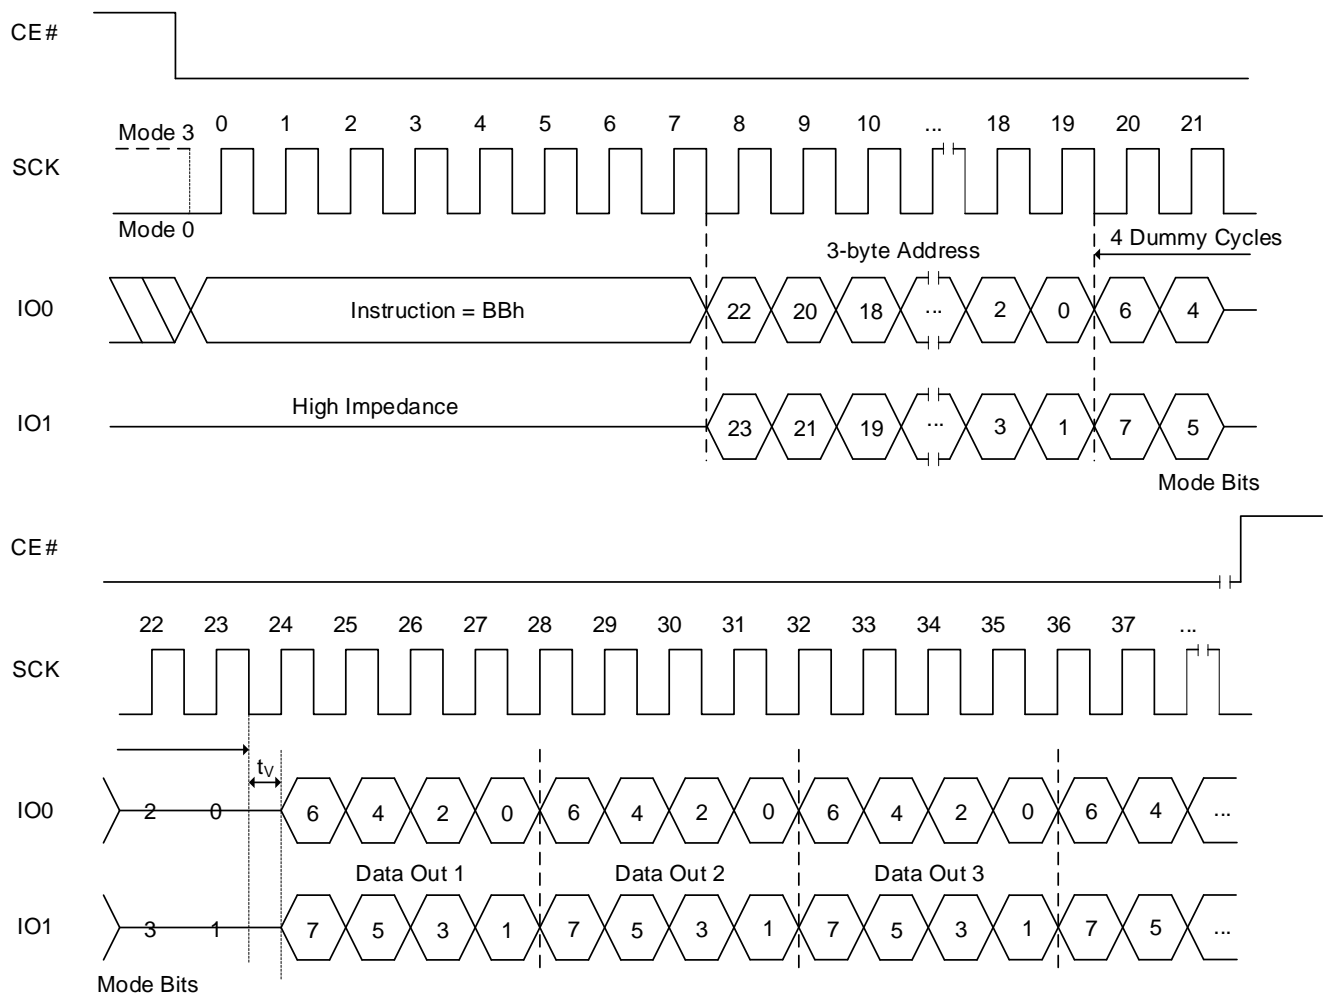 CE#
Mode 3
0 1 2 3 4 5 6 7 8 9 10 ... 18 19 20 21
SCK
Mode 0
3-byte Address
4 Dummy Cycles
IO0
Instruction = BBh
22 20 18 ... 2 0 6 4
High Impedance
IO1
23 21 19 ... 3 1 7 5
Mode Bits
CE#
22 23 24 25 26 27 28 29 30 31 32 33 34 35 36 37 ...
SCK
tV
IO0
2 0 6 4 2 0 6 4 2 0 6 4 2 0 6 4 ...
Data Out 1 Data Out 2 Data Out 3
IO1
3 1 7 5 3 1 7 5 3 1 7 5 3 1 7 5 ...
Mode Bits